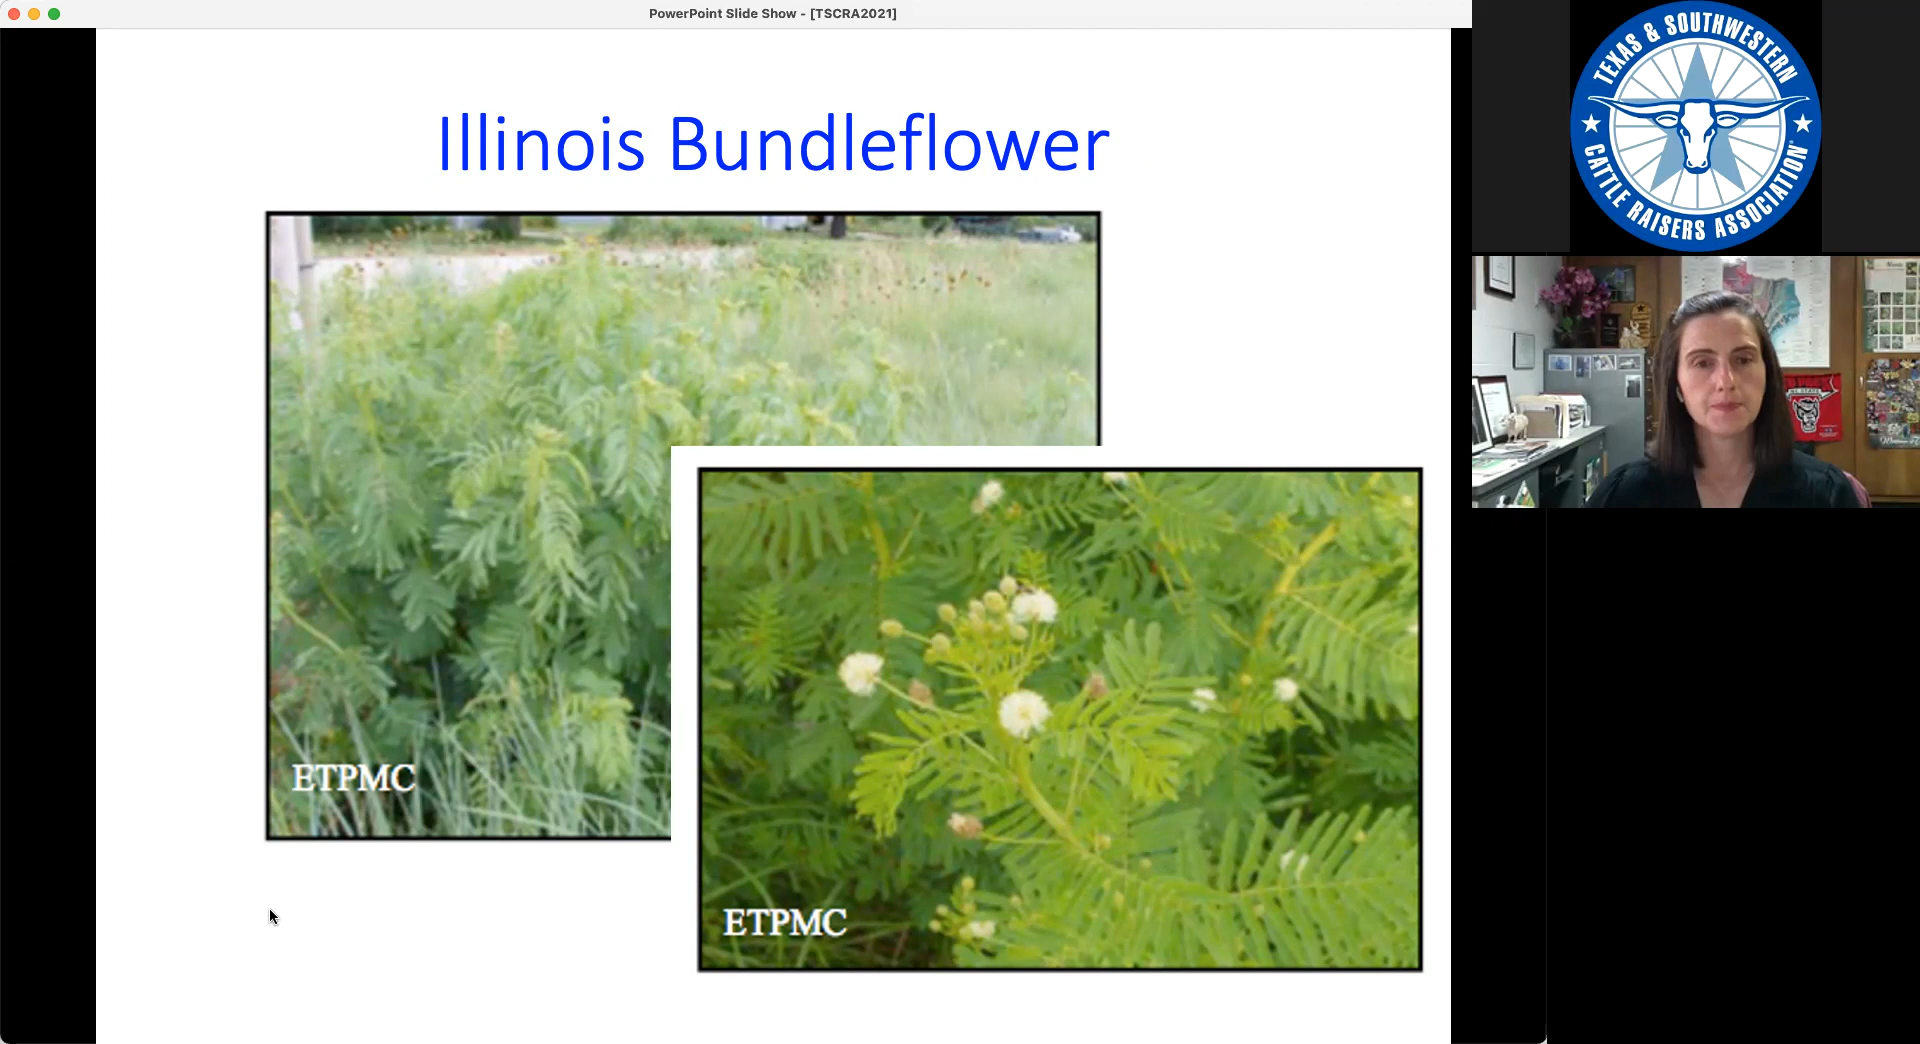 PowerPoint Slide Show - [TSCRA2021]
Illinois Bundleflower
ETPMC
ETPMC
TEXAS & SOUTHWESTERN
CATTLE RAISERS ASSOCIATION